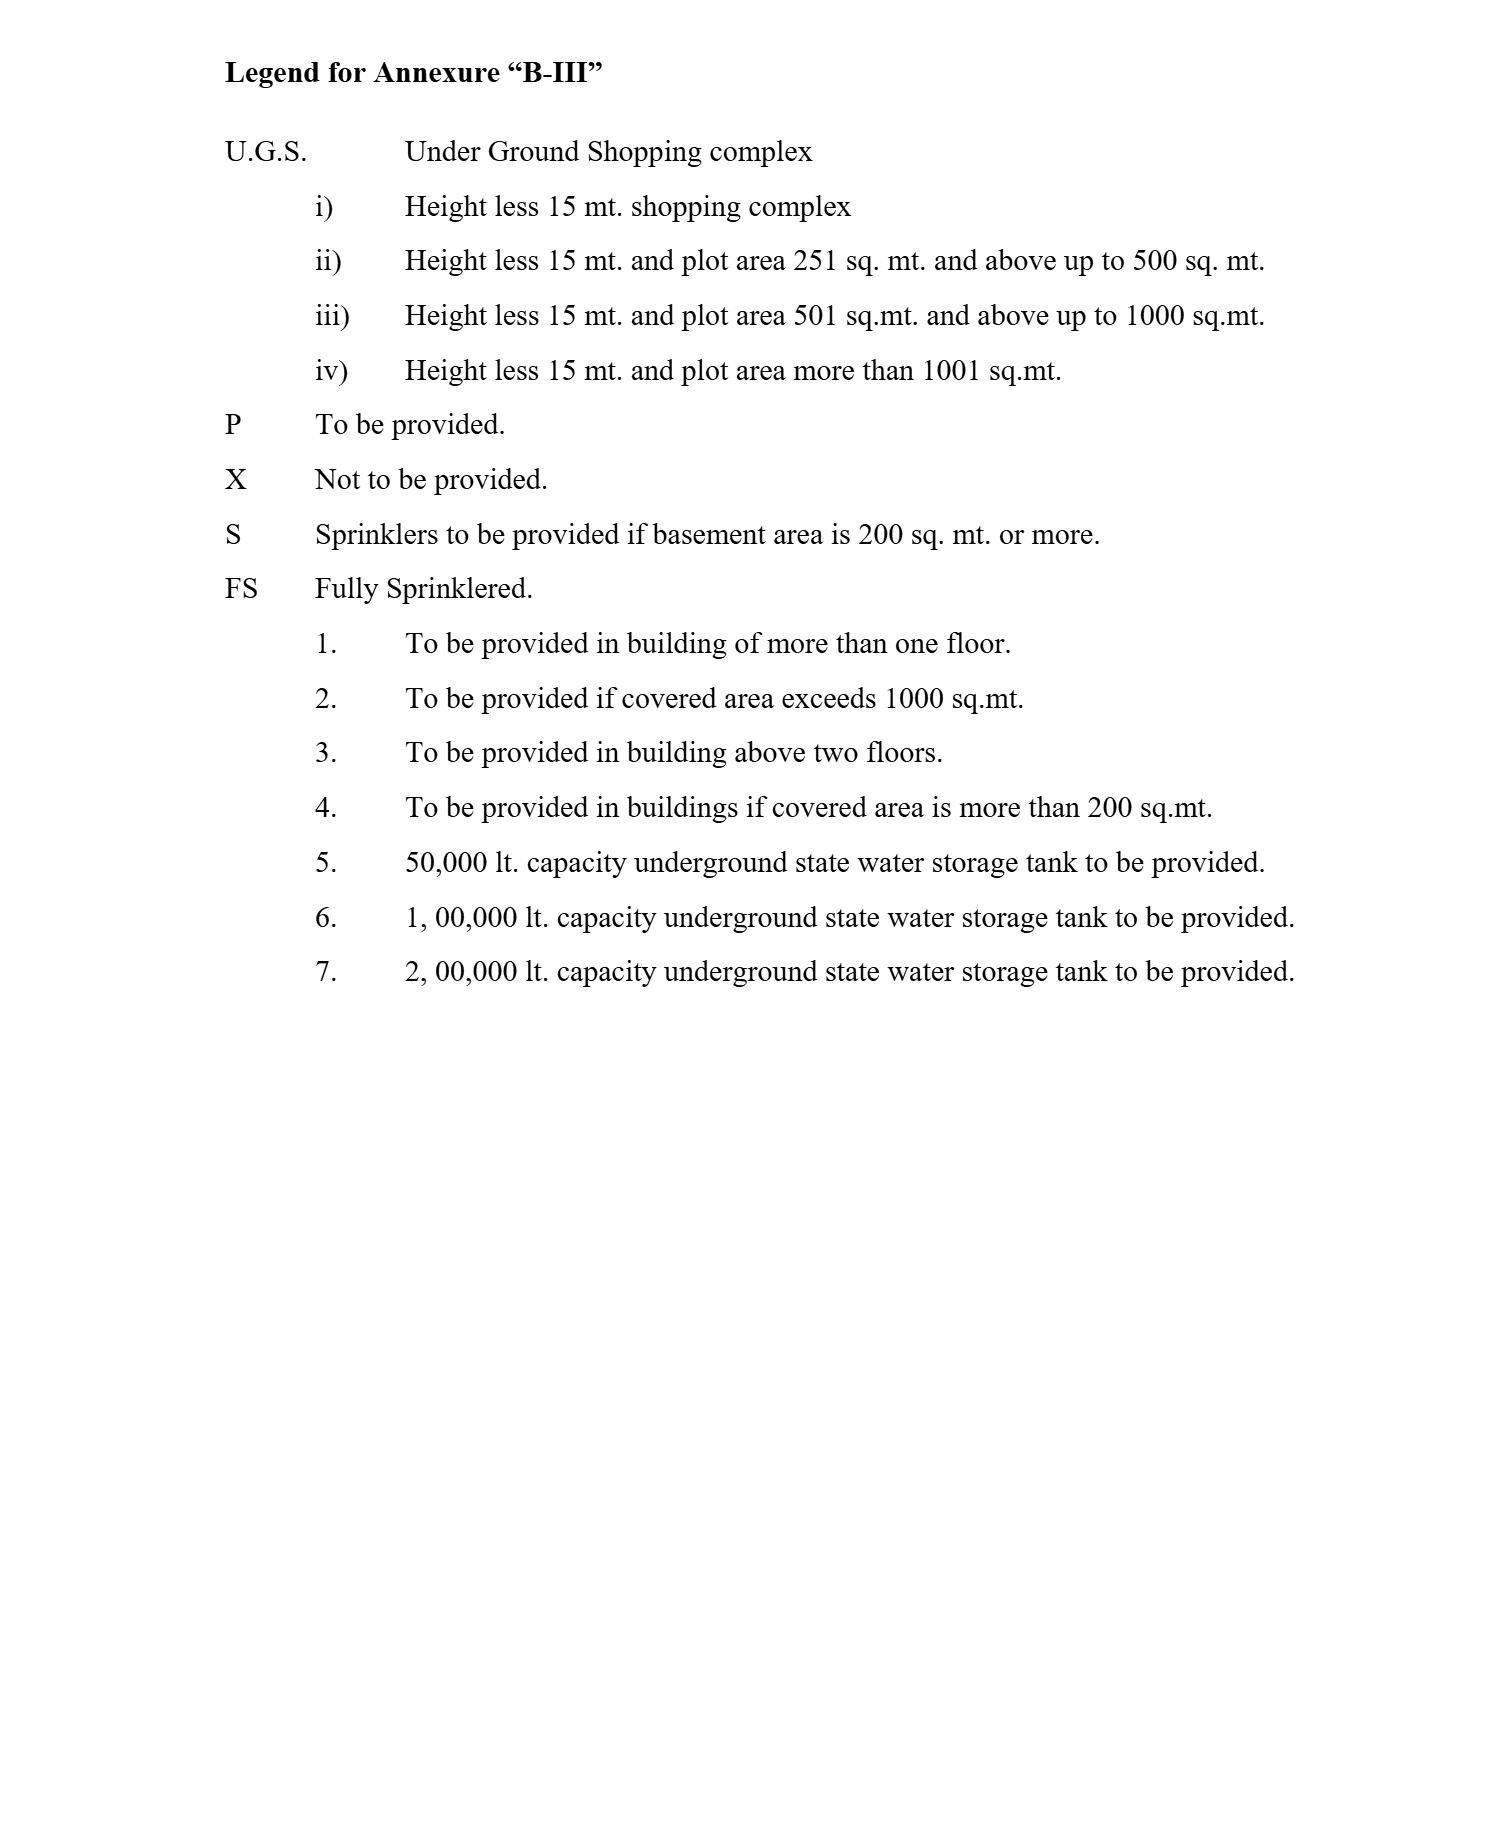 Legend for Annexure “B-III”
U.G.S. Under Ground Shopping complex
i) Height less 15 mt. shopping complex
ii) Height less 15 mt. and plot area 251 sq. mt. and above up to 500 sq. mt.
iii) Height less 15 mt. and plot area 501 sq.mt. and above up to 1000 sq.mt.
iv) Height less 15 mt. and plot area more than 1001 sq.mt.
P To be provided.
X Not to be provided.
S Sprinklers to be provided if basement area is 200 sq. mt. or more.
FS Fully Sprinklered.
1. To be provided in building of more than one floor.
2. To be provided if covered area exceeds 1000 sq.mt.
3. To be provided in building above two floors.
4. To be provided in buildings if covered area is more than 200 sq.mt.
5. 50,000 lt. capacity underground state water storage tank to be provided.
6. 1, 00,000 lt. capacity underground state water storage tank to be provided.
7. 2, 00,000 lt. capacity underground state water storage tank to be provided.